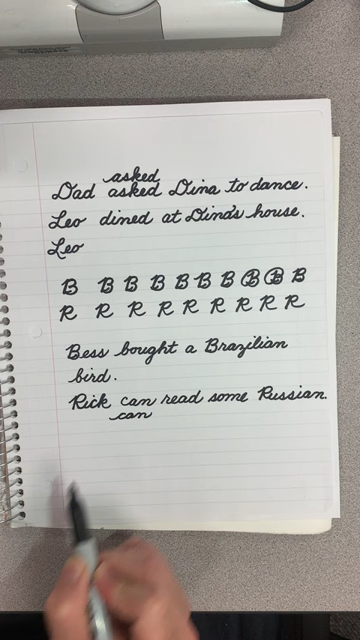 asked
Dad asked Dina to dance.
Leo dined at Dina's house.
Leo
B B B B B B B B B
R R R R R R R R R
Bess bought a Brazilian
bird.
Rick can read some Russian.
can